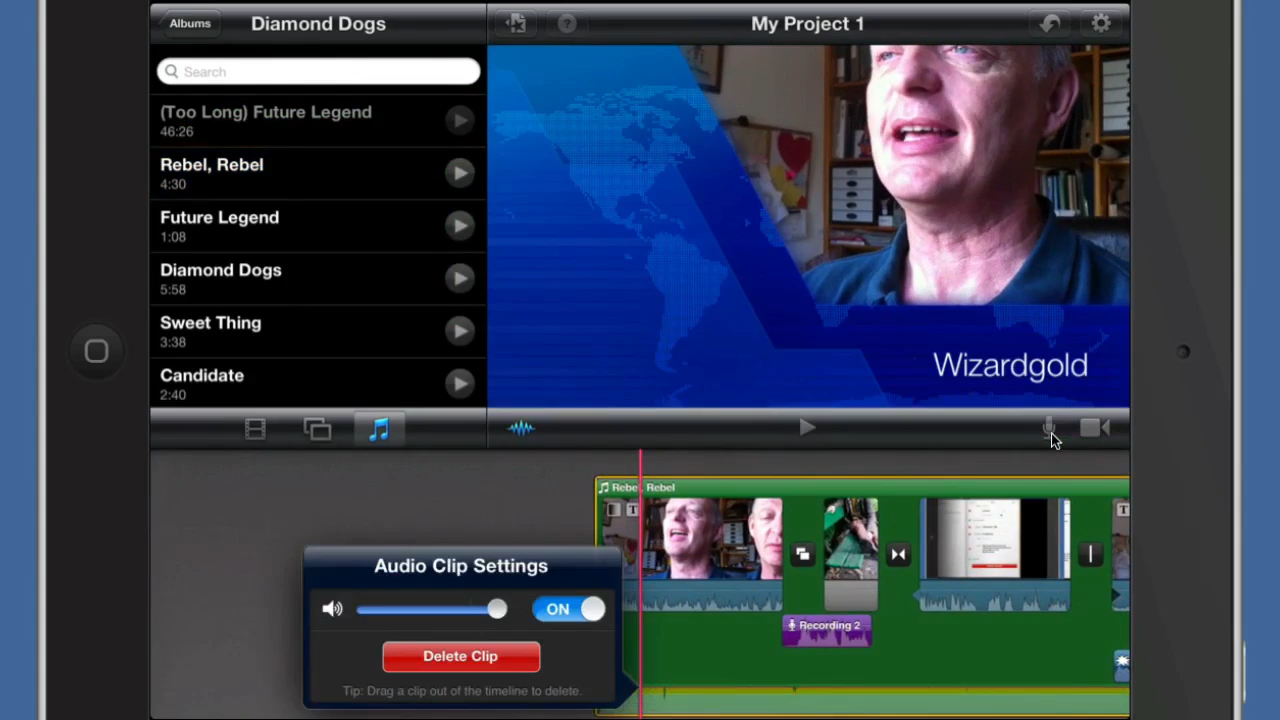 Albums
Diamond Dogs
My Project 1
Search
(Too Long) Future Legend
46:26
Rebel, Rebel
4:30
Future Legend
1:08
Diamond Dogs
5:58
Sweet Thing
3:38
Candidate
2:40
Wizardgold
Rebel, Rebel
T
T
Recording 2
Audio Clip Settings
ON
Delete Clip
Tip: Drag a clip out of the timeline to delete.